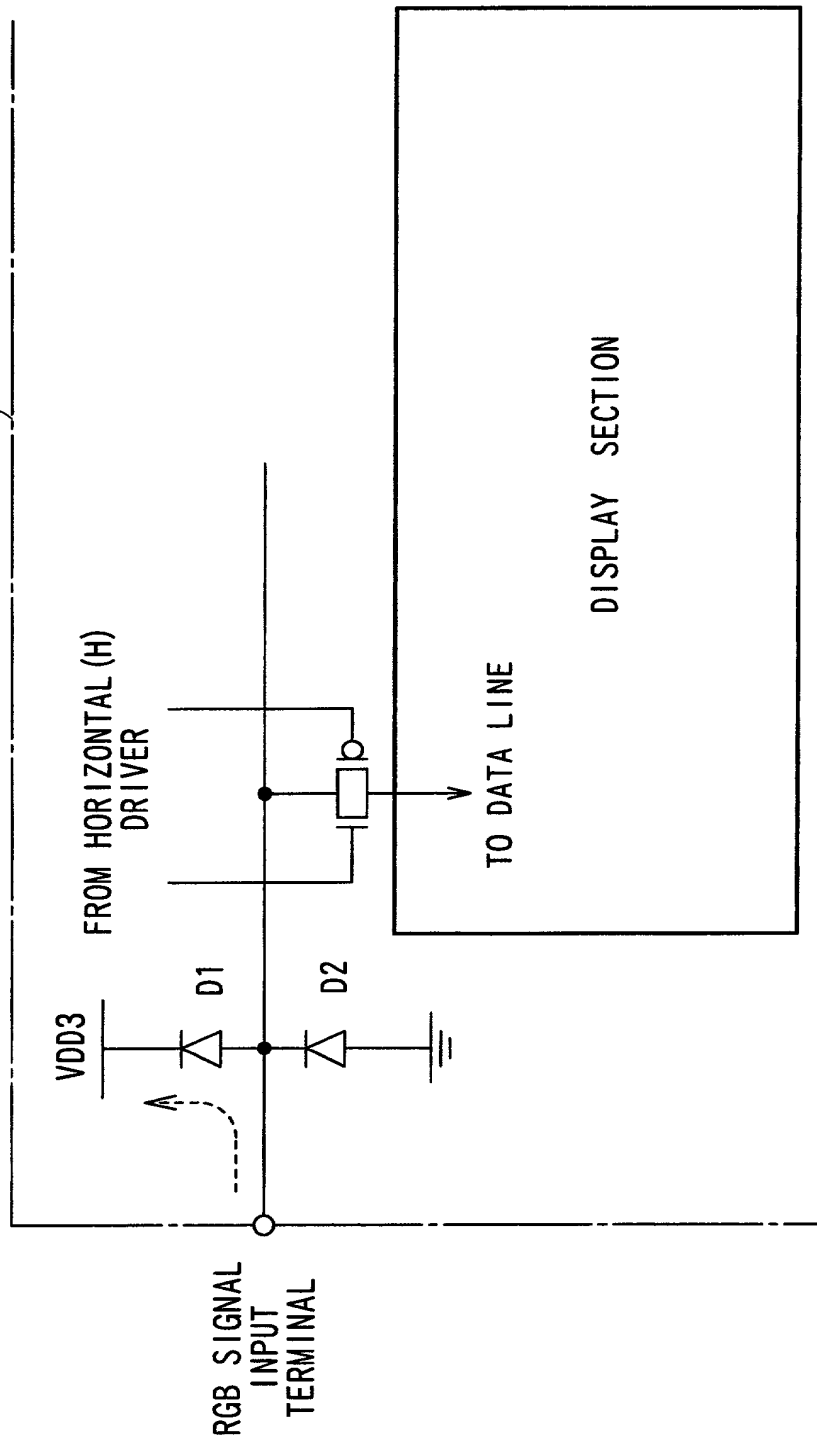 FROM HORIZONTAL (H)
DRIVER
VDD3
D1
D2
RGB SIGNAL
INPUT
TERMINAL
TO DATA LINE
DISPLAY SECTION